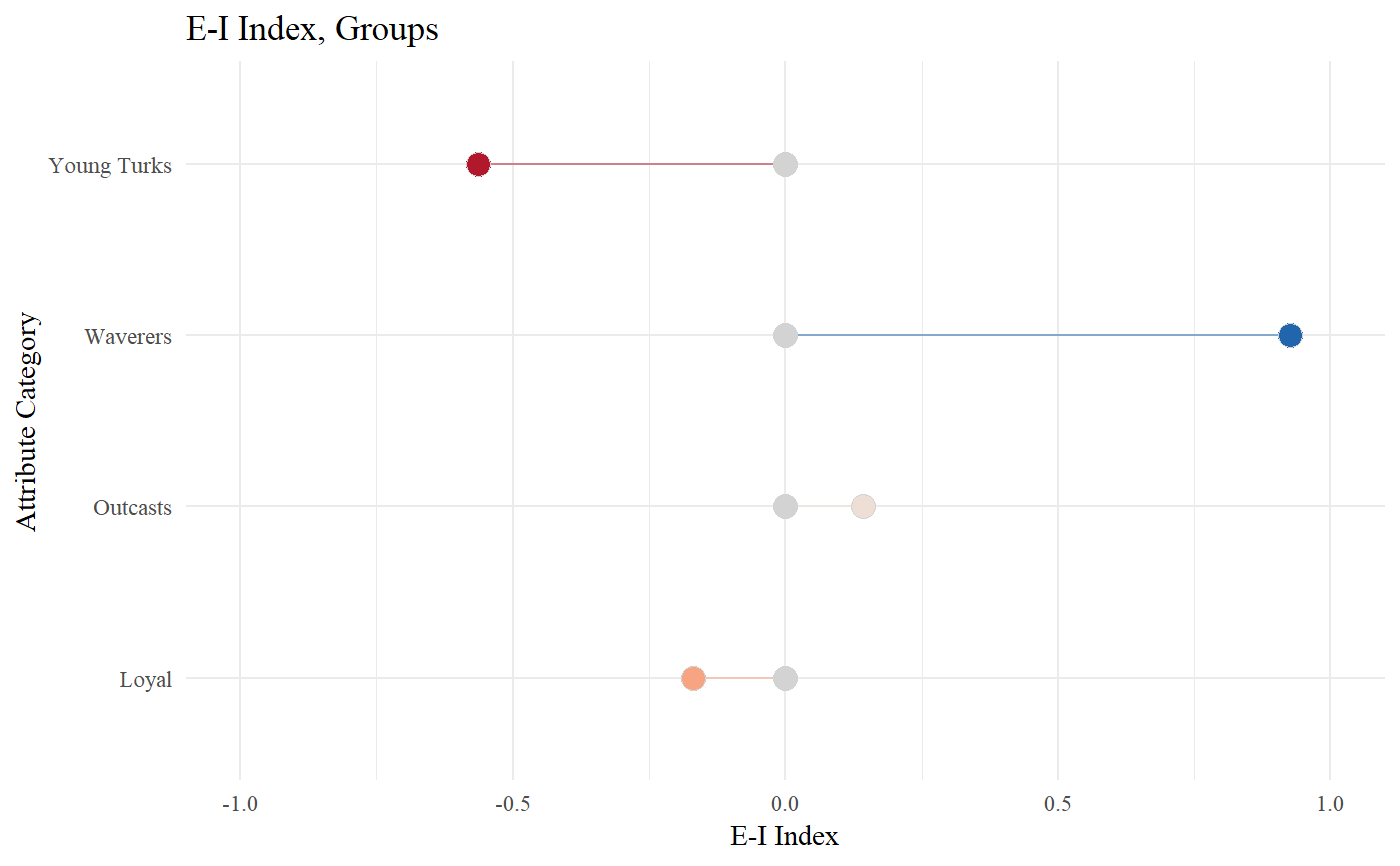 E-I Index, Groups
Attribute Category
Young Turks
Waverers
Outcasts
Loyal
-1.0 -0.5 0.0 0.5 1.0
E-I Index